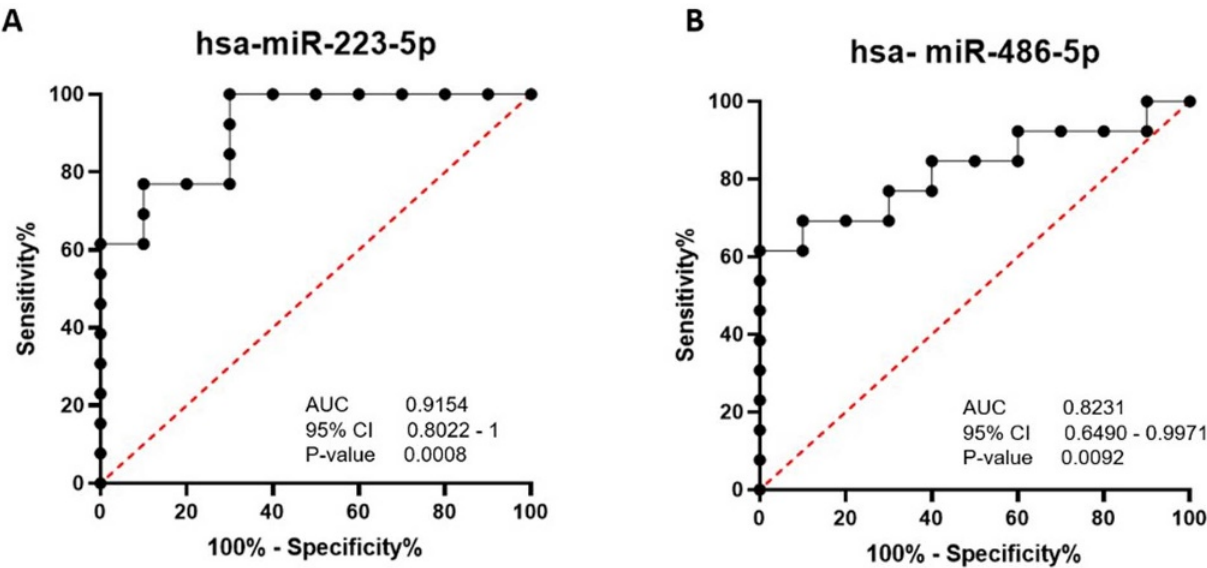 A
hsa-miR-223-5p
100
80
60
40
20
0
Sensitivity%
AUC 0.9154
95% CI 0.8022 - 1
P-value 0.0008
0 20 40 60 80 100
100% - Specificity%
B
hsa- miR-486-5p
100
80
60
40
20
0
Sensitivity%
AUC 0.8231
95% CI 0.6490 - 0.9971
P-value 0.0092
0 20 40 60 80 100
100% - Specificity%